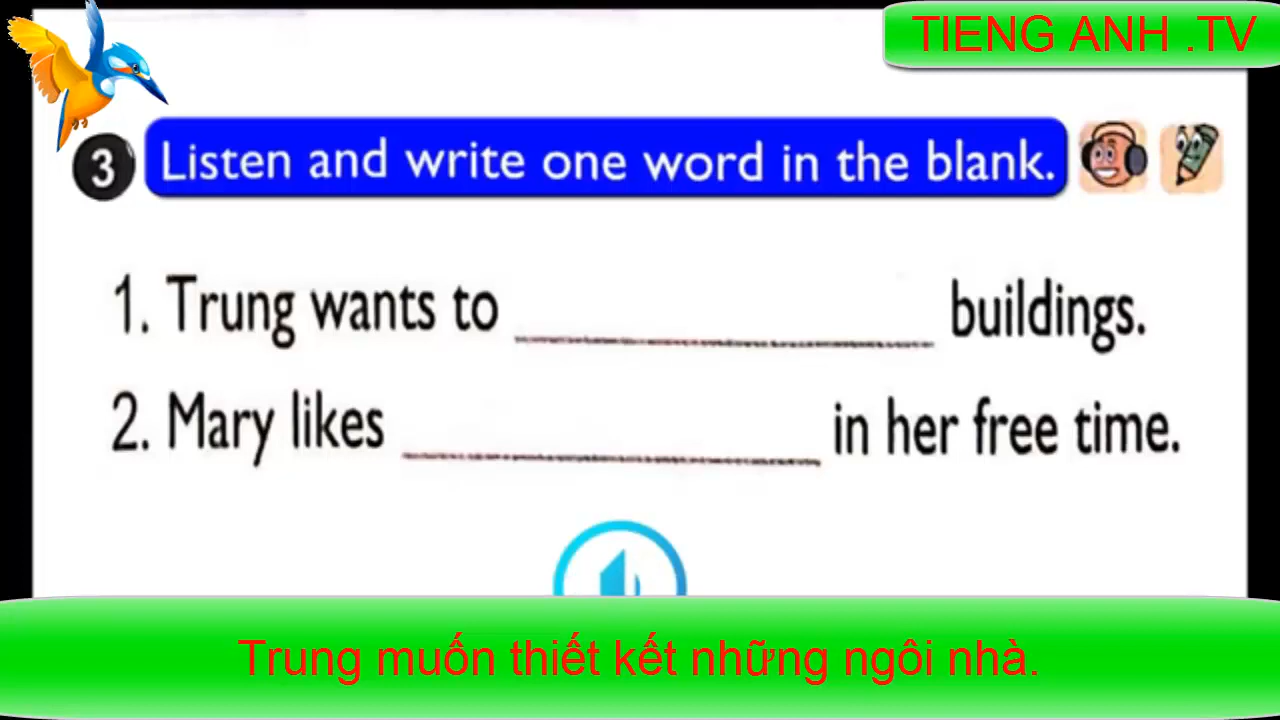 TIENG ANH .TV
3 Listen and write one word in the blank.
1. Trung wants to ____________ buildings.
2. Mary likes ____________ in her free time.
Trung muốn thiết kết những ngôi nhà.